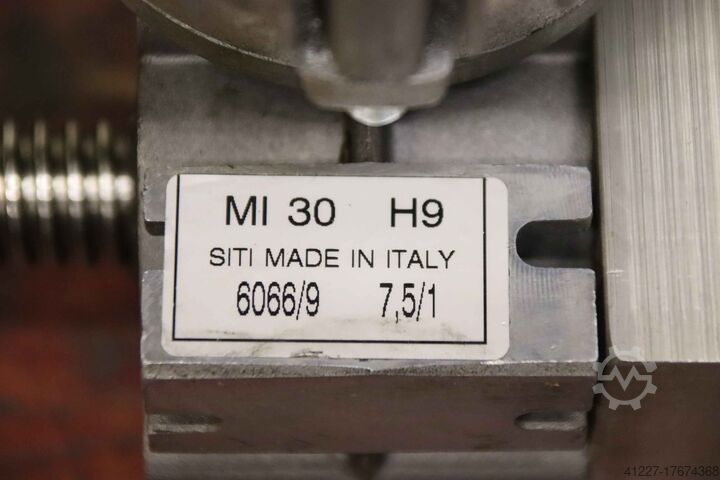 MI 30 H9
SITI MADE IN ITALY
6066/9 7,5/1
41227-17674368